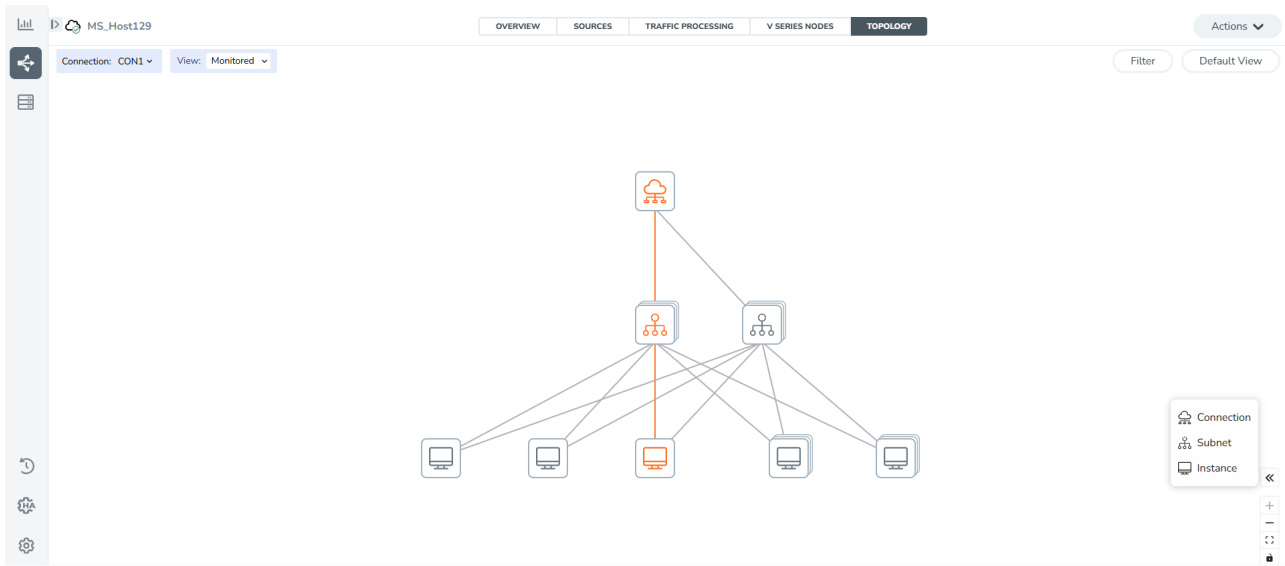 MS_Host129
OVERVIEW SOURCES TRAFFIC PROCESSING V SERIES NODES TOPOLOGY
Actions
Connection: CON1 View: Monitored
Filter Default View
Connection
Subnet
Instance
HA